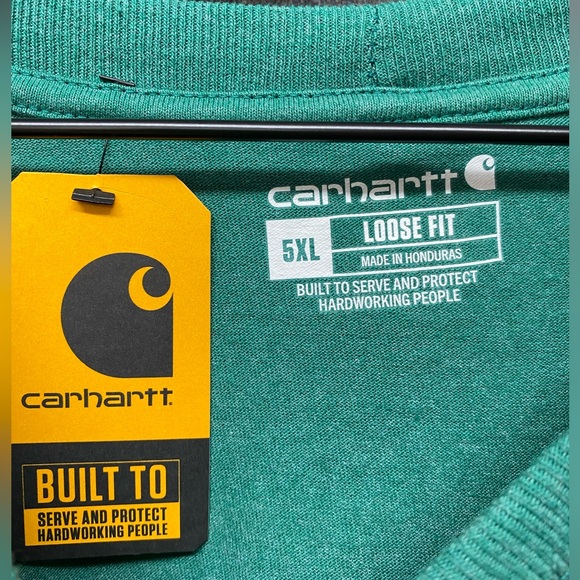 carhartt
5XL
LOOSE FIT
MADE IN HONDURAS
BUILT TO SERVE AND PROTECT
HARDWORKING PEOPLE
carhartt
BUILT TO
SERVE AND PROTECT
HARDWORKING PEOPLE